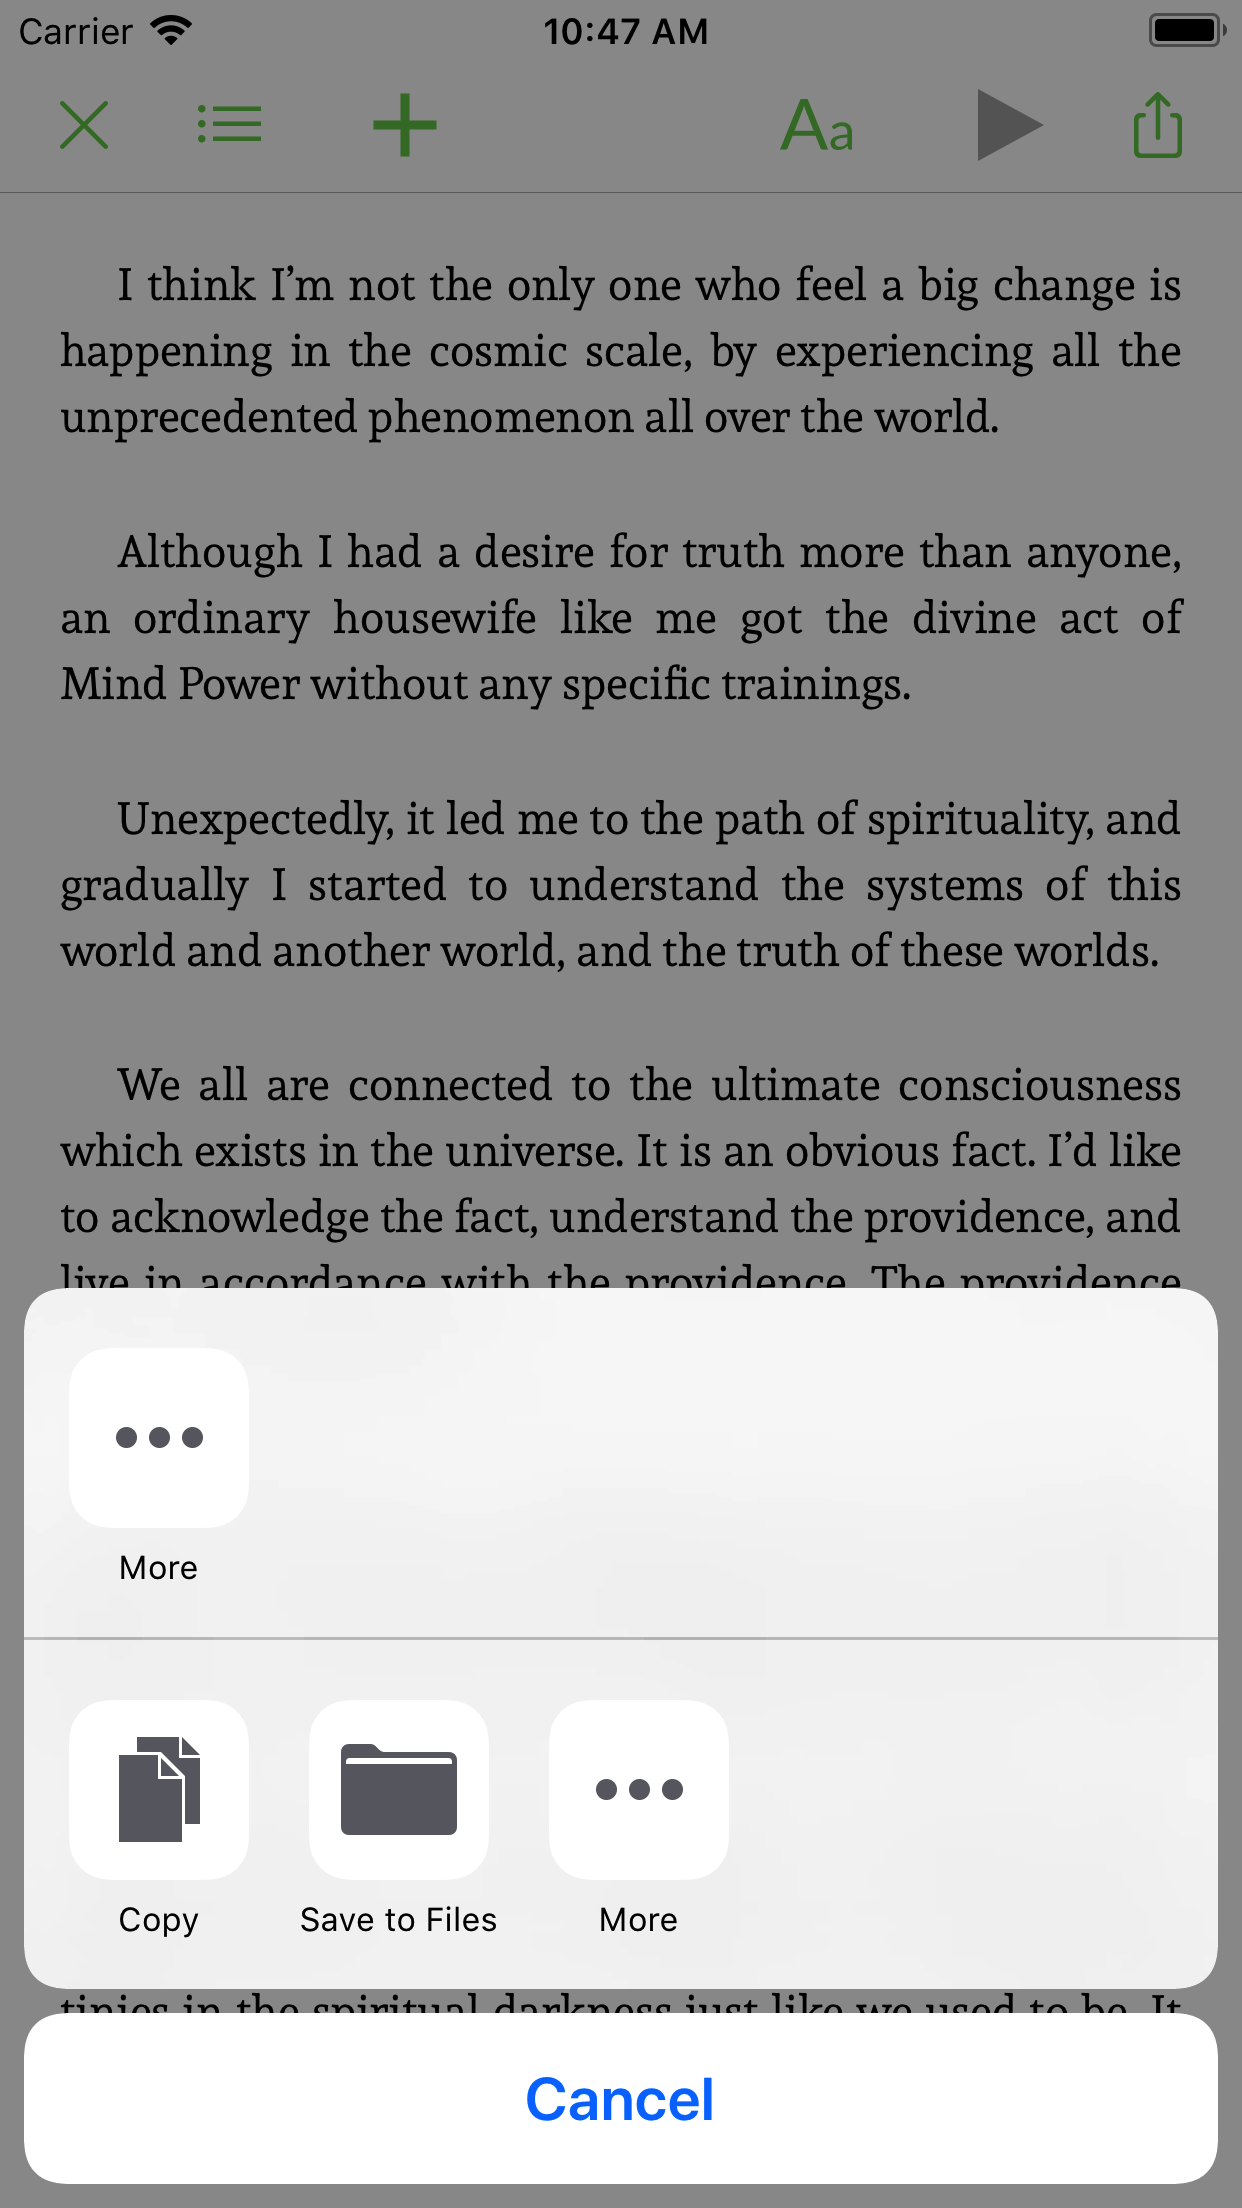 Carrier
10:47 AM
Aa
I think I’m not the only one who feel a big change is
happening in the cosmic scale, by experiencing all the
unprecedented phenomenon all over the world.
Although I had a desire for truth more than anyone,
an ordinary housewife like me got the divine act of
Mind Power without any specific trainings.
Unexpectedly, it led me to the path of spirituality, and
gradually I started to understand the systems of this
world and another world, and the truth of these worlds.
We all are connected to the ultimate consciousness
which exists in the universe. It is an obvious fact. I’d like
to acknowledge the fact, understand the providence, and
live in accordance with the providence. The providence
More
Copy
Save to Files
More
tinies in the spiritual darkness just like we used to be. It
Cancel